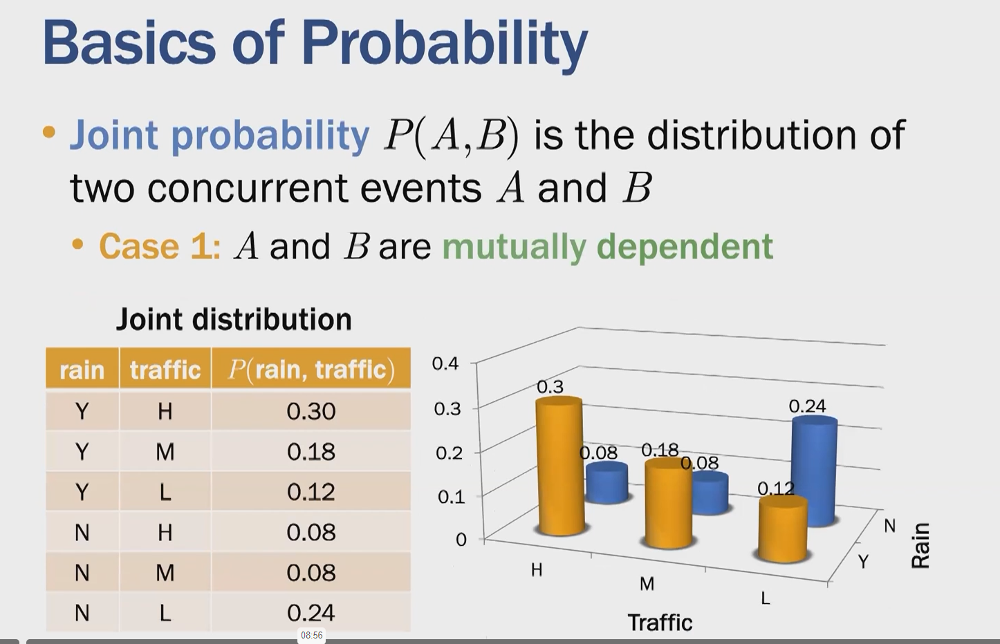 Basics of Probability
• Joint probability P(A,B) is the distribution of
two concurrent events A and B
• Case 1: A and B are mutually dependent
Joint distribution
rain traffic P(rain, traffic)
Y H 0.30
Y M 0.18
Y L 0.12
N H 0.08
N M 0.08
N L 0.24
0.4
0.3
0.2
0.1
0
0.3
0.08
0.18
0.08
0.12
0.24
H
M
L
Traffic
N
Y
Rain
08:56